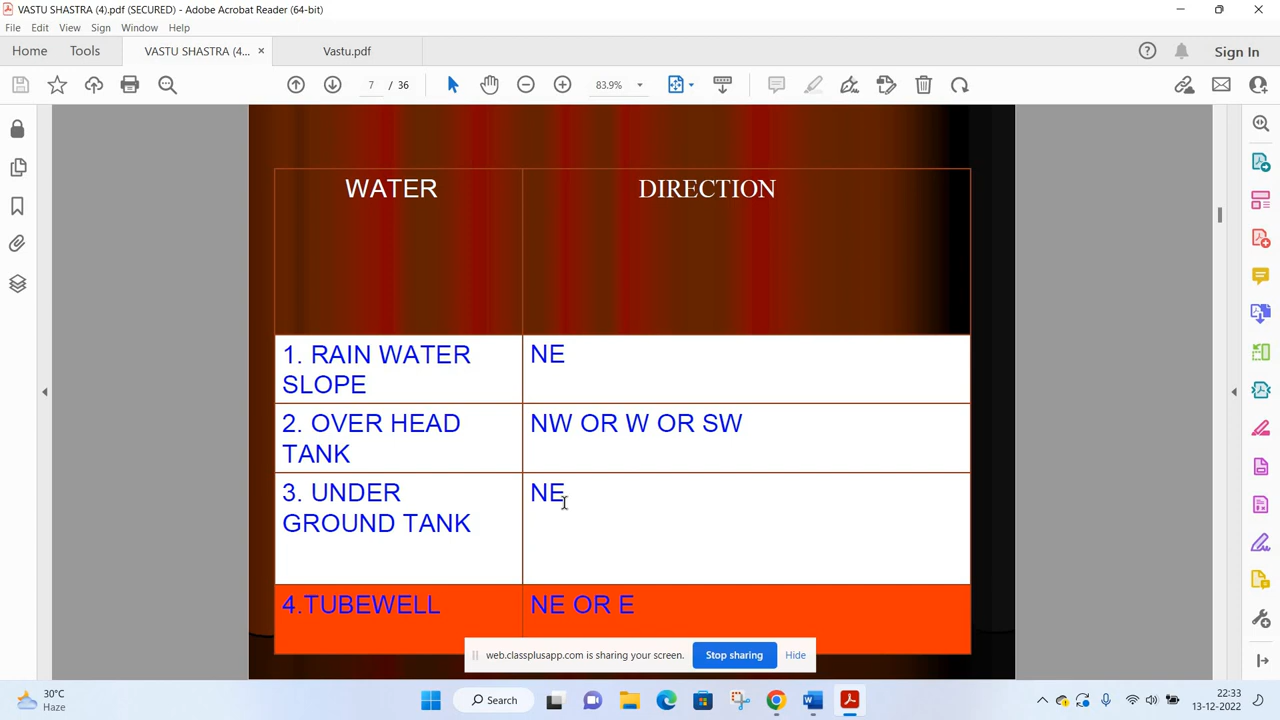 VASTU SHASTRA (4).pdf (SECURED) - Adobe Acrobat Reader (64-bit)
File Edit View Sign Window Help
Home Tools VASTU SHASTRA (4... × Vastu.pdf Sign In
7 / 36 83.9%
WATER DIRECTION
1. RAIN WATER SLOPE
NE
2. OVER HEAD TANK
NW OR W OR SW
3. UNDER GROUND TANK
NE
4.TUBEWELL NE OR E
web.classplusapp.com is sharing your screen. Stop sharing Hide
30°C
Haze
Search
22:33
13-12-2022